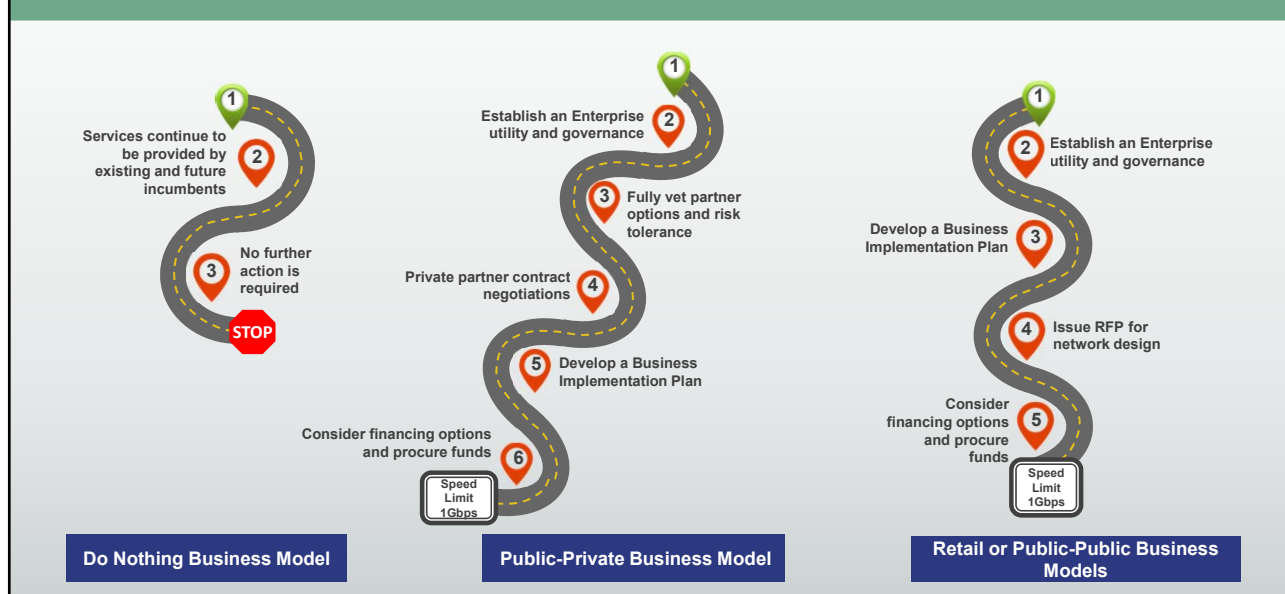 1
Services continue to
be provided by
existing and future
incumbents
2
3
No further
action is
required
STOP
Do Nothing Business Model
1
Establish an Enterprise
utility and governance
2
3
Fully vet partner
options and risk
tolerance
Private partner contract
negotiations
4
5
Develop a Business
Implementation Plan
Consider financing options
and procure funds
6
Speed
Limit
1Gbps
Public-Private Business Model
1
2
Establish an Enterprise
utility and governance
Develop a Business
Implementation Plan
3
4
Issue RFP for
network design
Consider
financing options
and procure
funds
5
Speed
Limit
1Gbps
Retail or Public-Public Business
Models